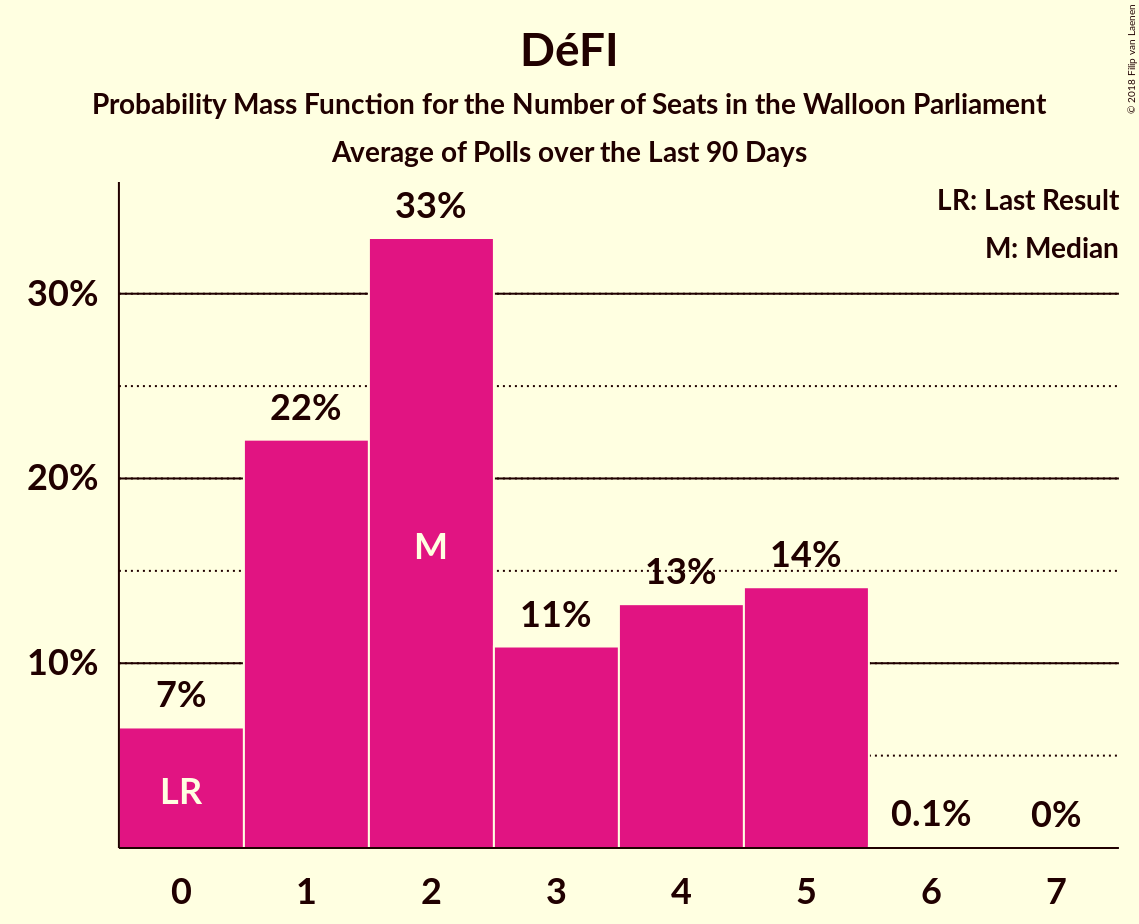 DéFI
Probability Mass Function for the Number of Seats in the Walloon Parliament
Average of Polls over the Last 90 Days
© 2018 Filip van Laenen
LR: Last Result
M: Median
30%
20%
10%
7%
22%
33%
11%
13%
14%
0.1%
0%
LR
M
0 1 2 3 4 5 6 7